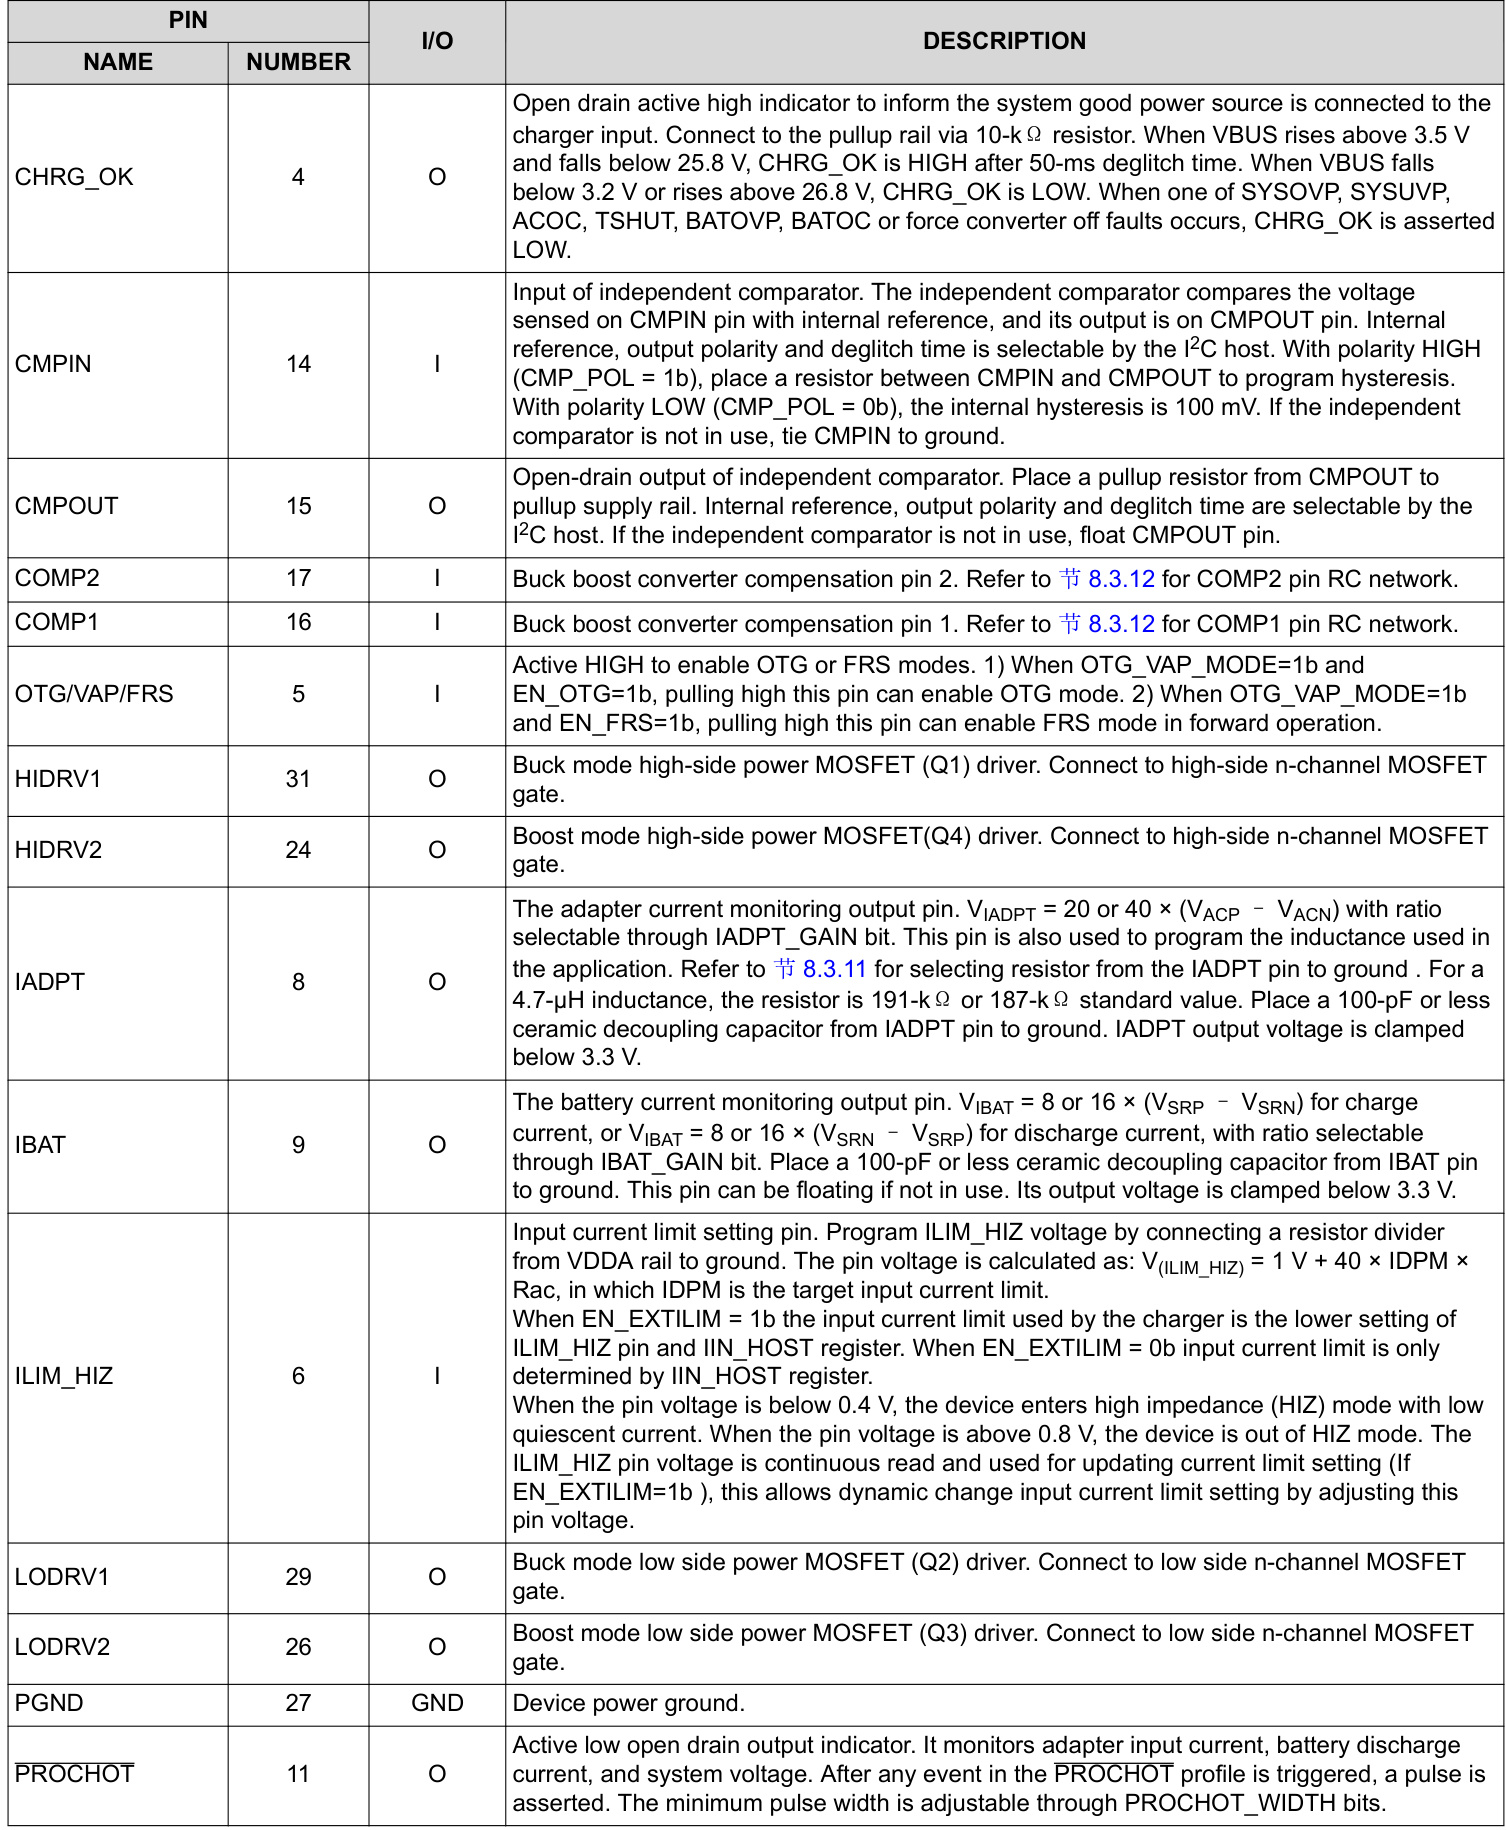 PIN
I/O
DESCRIPTION
NAME
NUMBER
CHRG_OK
4
O
Open drain active high indicator to inform the system good power source is connected to the
charger input. Connect to the pullup rail via 10-kΩ resistor. When VBUS rises above 3.5 V
and falls below 25.8 V, CHRG_OK is HIGH after 50-ms deglitch time. When VBUS falls
below 3.2 V or rises above 26.8 V, CHRG_OK is LOW. When one of SYSOVP, SYSUVP,
ACOC, TSHUT, BATOVP, BATOC or force converter off faults occurs, CHRG_OK is asserted
LOW.
CMPIN
14
I
Input of independent comparator. The independent comparator compares the voltage
sensed on CMPIN pin with internal reference, and its output is on CMPOUT pin. Internal
reference, output polarity and deglitch time is selectable by the I2C host. With polarity HIGH
(CMP_POL = 1b), place a resistor between CMPIN and CMPOUT to program hysteresis.
With polarity LOW (CMP_POL = 0b), the internal hysteresis is 100 mV. If the independent
comparator is not in use, tie CMPIN to ground.
CMPOUT
15
O
Open-drain output of independent comparator. Place a pullup resistor from CMPOUT to
pullup supply rail. Internal reference, output polarity and deglitch time are selectable by the
I2C host. If the independent comparator is not in use, float CMPOUT pin.
COMP2
17
I
Buck boost converter compensation pin 2. Refer to 节 8.3.12 for COMP2 pin RC network.
COMP1
16
I
Buck boost converter compensation pin 1. Refer to 节 8.3.12 for COMP1 pin RC network.
OTG/VAP/FRS
5
I
Active HIGH to enable OTG or FRS modes. 1) When OTG_VAP_MODE=1b and
EN_OTG=1b, pulling high this pin can enable OTG mode. 2) When OTG_VAP_MODE=1b
and EN_FRS=1b, pulling high this pin can enable FRS mode in forward operation.
HIDRV1
31
O
Buck mode high-side power MOSFET (Q1) driver. Connect to high-side n-channel MOSFET
gate.
HIDRV2
24
O
Boost mode high-side power MOSFET(Q4) driver. Connect to high-side n-channel MOSFET
gate.
IADPT
8
O
The adapter current monitoring output pin. VIADPT = 20 or 40 × (VACP – VACN) with ratio
selectable through IADPT_GAIN bit. This pin is also used to program the inductance used in
the application. Refer to 节 8.3.11 for selecting resistor from the IADPT pin to ground . For a
4.7-µH inductance, the resistor is 191-kΩ or 187-kΩ standard value. Place a 100-pF or less
ceramic decoupling capacitor from IADPT pin to ground. IADPT output voltage is clamped
below 3.3 V.
IBAT
9
O
The battery current monitoring output pin. VIBAT = 8 or 16 × (VSRP – VSRN) for charge
current, or VIBAT = 8 or 16 × (VSRN – VSRP) for discharge current, with ratio selectable
through IBAT_GAIN bit. Place a 100-pF or less ceramic decoupling capacitor from IBAT pin
to ground. This pin can be floating if not in use. Its output voltage is clamped below 3.3 V.
ILIM_HIZ
6
I
Input current limit setting pin. Program ILIM_HIZ voltage by connecting a resistor divider
from VDDA rail to ground. The pin voltage is calculated as: V(ILIM_HIZ) = 1 V + 40 × IDPM ×
Rac, in which IDPM is the target input current limit.
When EN_EXTILIM = 1b the input current limit used by the charger is the lower setting of
ILIM_HIZ pin and IIN_HOST register. When EN_EXTILIM = 0b input current limit is only
determined by IIN_HOST register.
When the pin voltage is below 0.4 V, the device enters high impedance (HIZ) mode with low
quiescent current. When the pin voltage is above 0.8 V, the device is out of HIZ mode. The
ILIM_HIZ pin voltage is continuous read and used for updating current limit setting (If
EN_EXTILIM=1b ), this allows dynamic change input current limit setting by adjusting this
pin voltage.
LODRV1
29
O
Buck mode low side power MOSFET (Q2) driver. Connect to low side n-channel MOSFET
gate.
LODRV2
26
O
Boost mode low side power MOSFET (Q3) driver. Connect to low side n-channel MOSFET
gate.
PGND
27
GND
Device power ground.
PROCHOT
11
O
Active low open drain output indicator. It monitors adapter input current, battery discharge
current, and system voltage. After any event in the PROCHOT profile is triggered, a pulse is
asserted. The minimum pulse width is adjustable through PROCHOT_WIDTH bits.